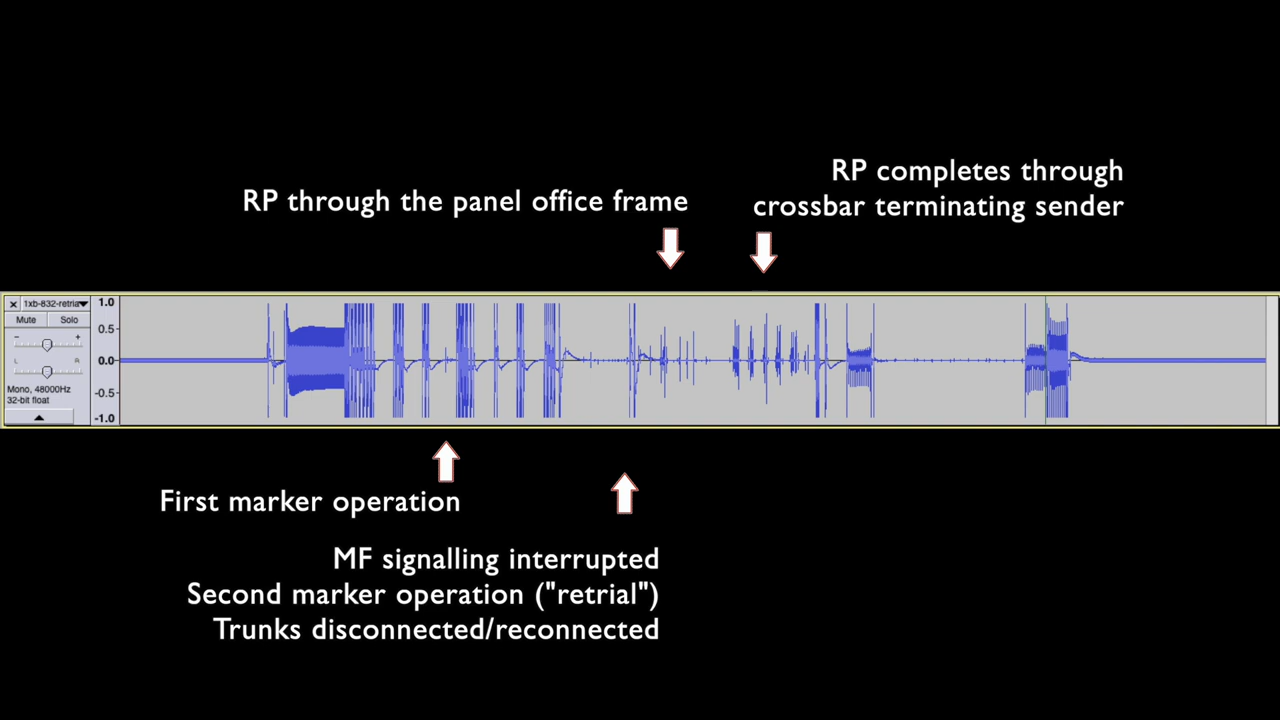 RP completes through
crossbar terminating sender
RP through the panel office frame
1xb-832-retria
Mute Solo
- +
L R
Mono, 48000Hz
32-bit float
1.0
0.5
0.0
-0.5
-1.0
First marker operation
MF signalling interrupted
Second marker operation ("retrial")
Trunks disconnected/reconnected